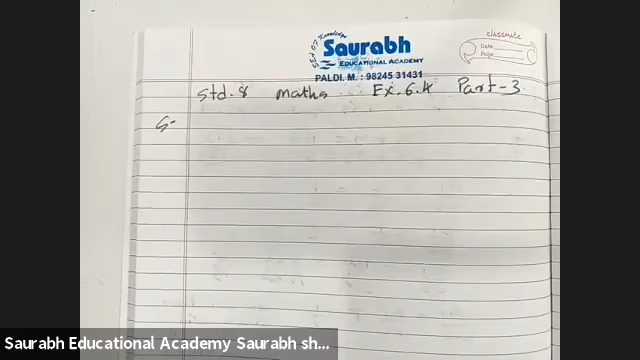 Sea of Knowledge
classmate
Saurabh
Date
EDUCATIONAL ACADEMY
Page
PALDI. M. : 98245 31431
Std. 8 maths Ex. 6.4 Part-3
5-
Saurabh Educational Academy Saurabh sh...